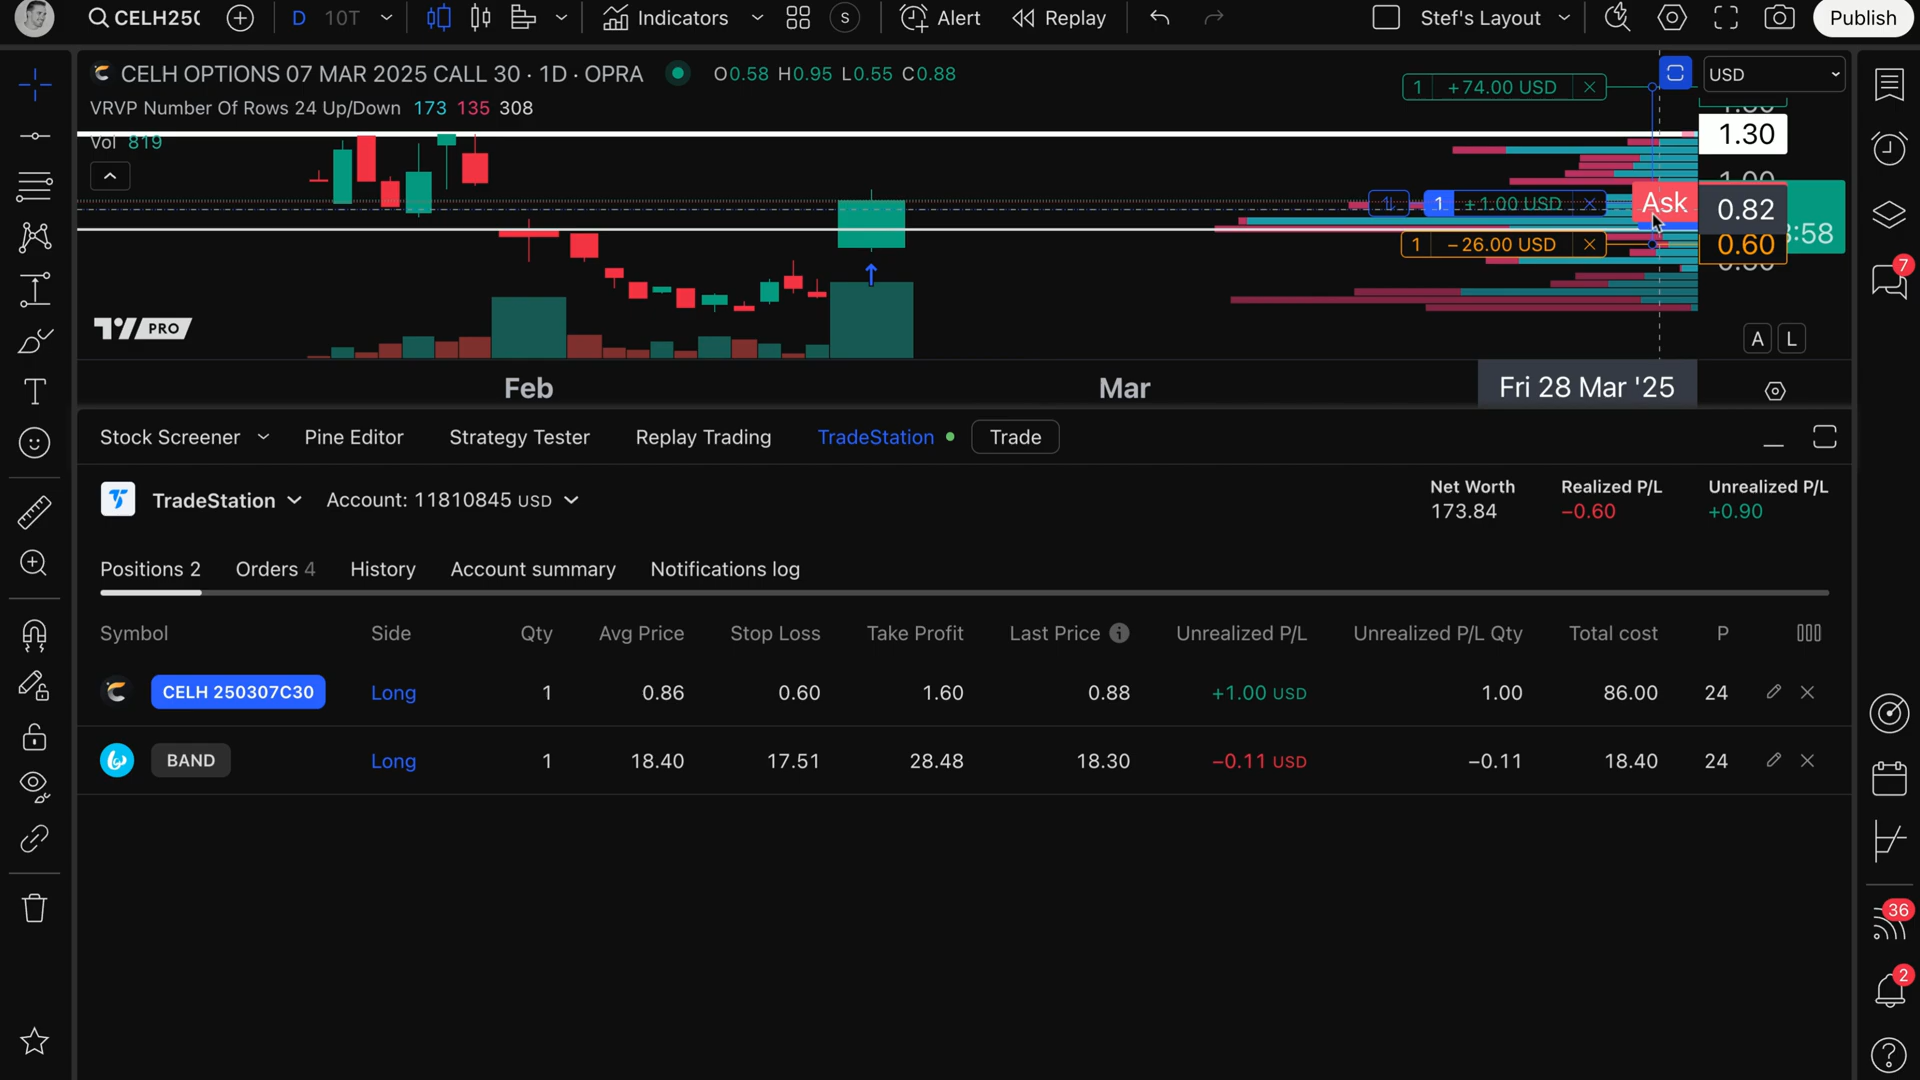 CELH250
D 10T Indicators S Alert Replay Stef's Layout Publish
CELH OPTIONS 07 MAR 2025 CALL 30 · 1D · OPRA O0.58 H0.95 L0.55 C0.88
VRVP Number Of Rows 24 Up/Down 173 135 308
Vol 819
1 +74.00 USD
USD
1.30
1.00
1 +1.00 USD
Ask
0.82
:58
1 −26.00 USD
0.60
PRO
A L
Feb Mar Fri 28 Mar '25
Stock Screener Pine Editor Strategy Tester Replay Trading TradeStation Trade
TradeStation Account: 11810845 USD
Net Worth Realized P/L Unrealized P/L
173.84 −0.60 +0.90
Positions 2 Orders 4 History Account summary Notifications log
Symbol Side Qty Avg Price Stop Loss Take Profit Last Price Unrealized P/L Unrealized P/L Qty Total cost P
CELH 250307C30 Long 1 0.86 0.60 1.60 0.88 +1.00 USD 1.00 86.00 24
BAND Long 1 18.40 17.51 28.48 18.30 −0.11 USD −0.11 18.40 24
7
36
2